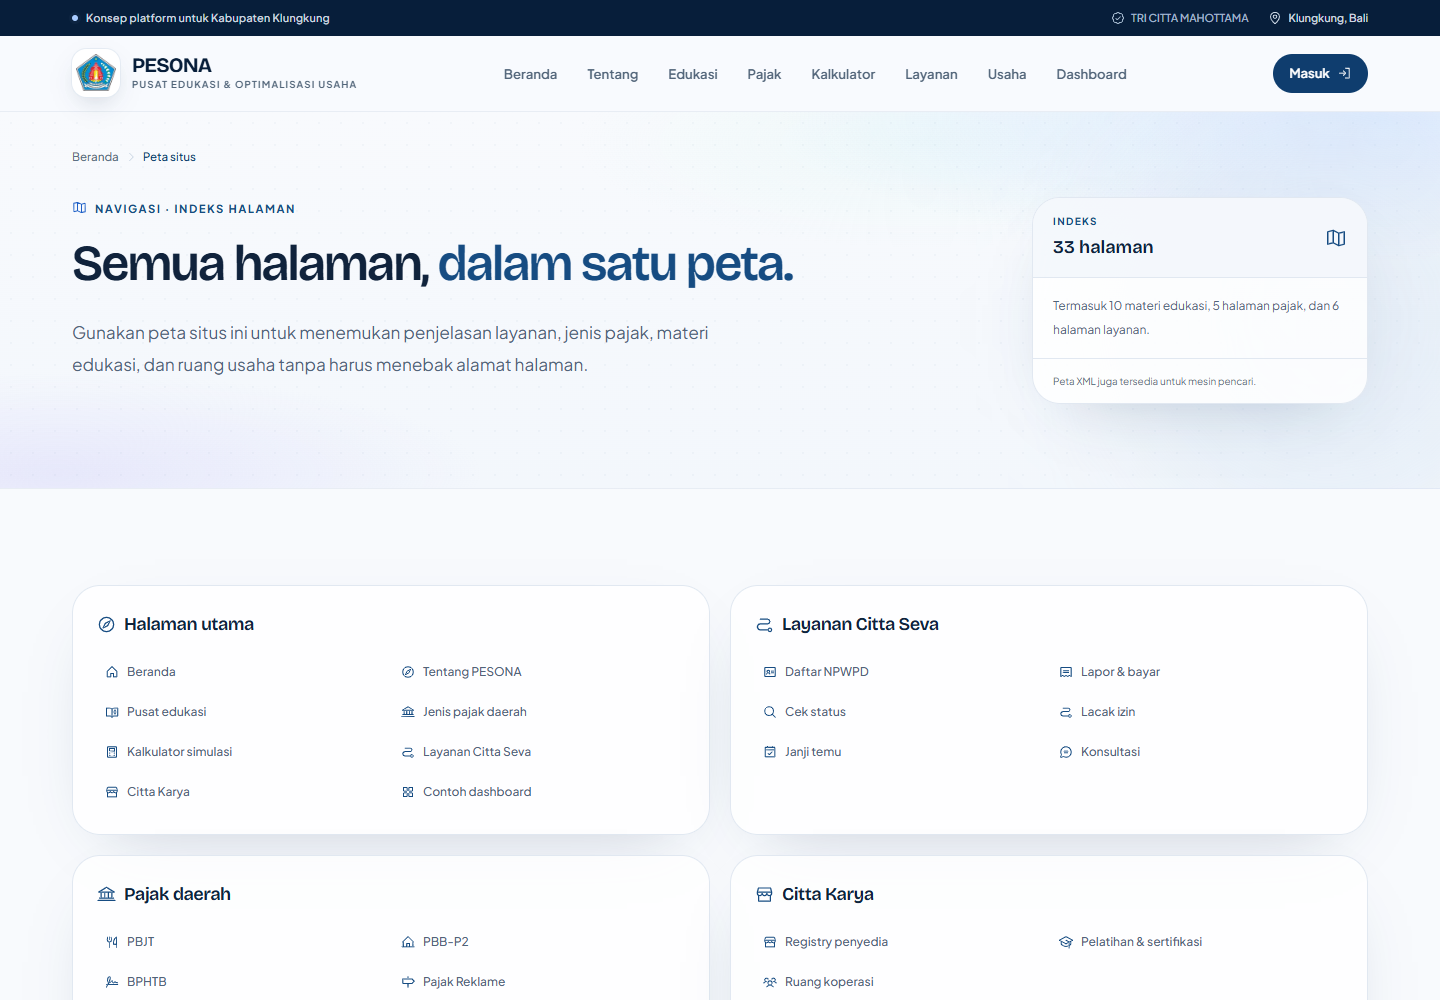 Konsep platform untuk Kabupaten Klungkung
TRI CITTA MAHOTTAMA
Klungkung, Bali
PESONA
PUSAT EDUKASI & OPTIMALISASI USAHA
Beranda
Tentang
Edukasi
Pajak
Kalkulator
Layanan
Usaha
Dashboard
Masuk
Beranda
Peta situs
NAVIGASI · INDEKS HALAMAN
Semua halaman, dalam satu peta.
Gunakan peta situs ini untuk menemukan penjelasan layanan, jenis pajak, materi
edukasi, dan ruang usaha tanpa harus menebak alamat halaman.
INDEKS
33 halaman
Termasuk 10 materi edukasi, 5 halaman pajak, dan 6
halaman layanan.
Peta XML juga tersedia untuk mesin pencari.
Halaman utama
Beranda
Tentang PESONA
Pusat edukasi
Jenis pajak daerah
Kalkulator simulasi
Layanan Citta Seva
Citta Karya
Contoh dashboard
Layanan Citta Seva
Daftar NPWPD
Lapor & bayar
Cek status
Lacak izin
Janji temu
Konsultasi
Pajak daerah
PBJT
PBB-P2
BPHTB
Pajak Reklame
Citta Karya
Registry penyedia
Pelatihan & sertifikasi
Ruang koperasi